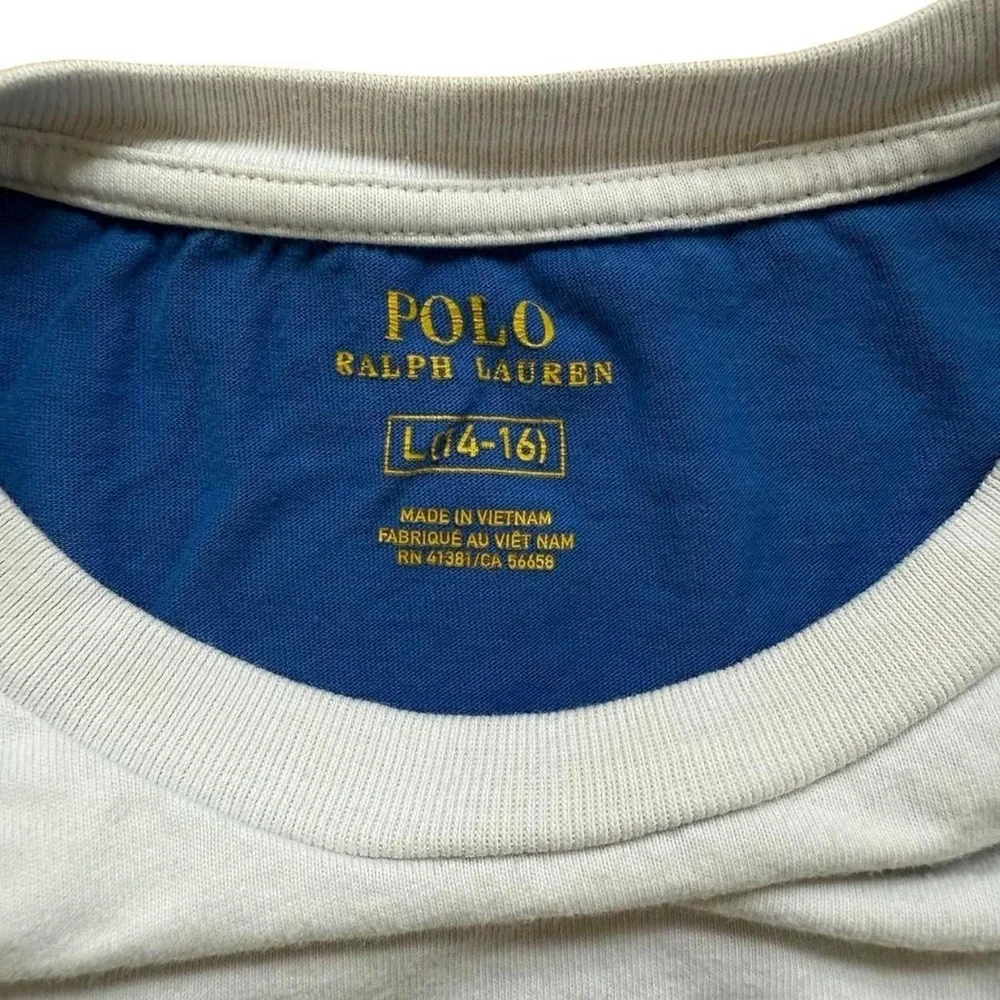 POLO
RALPH LAUREN
L (14-16)
MADE IN VIETNAM
FABRIQUÉ AU VIÊT NAM
RN 41381/CA 56658